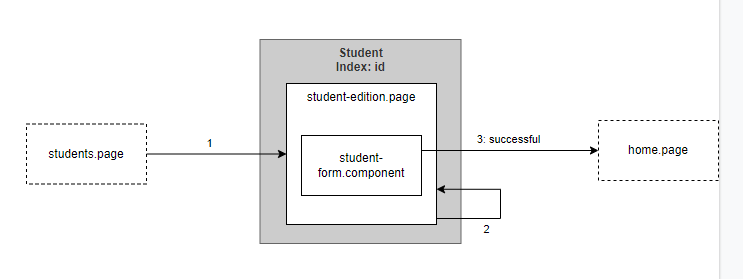 Student
Index: id
student-edition.page
students.page
1
student-
form.component
3: successful
home.page
2